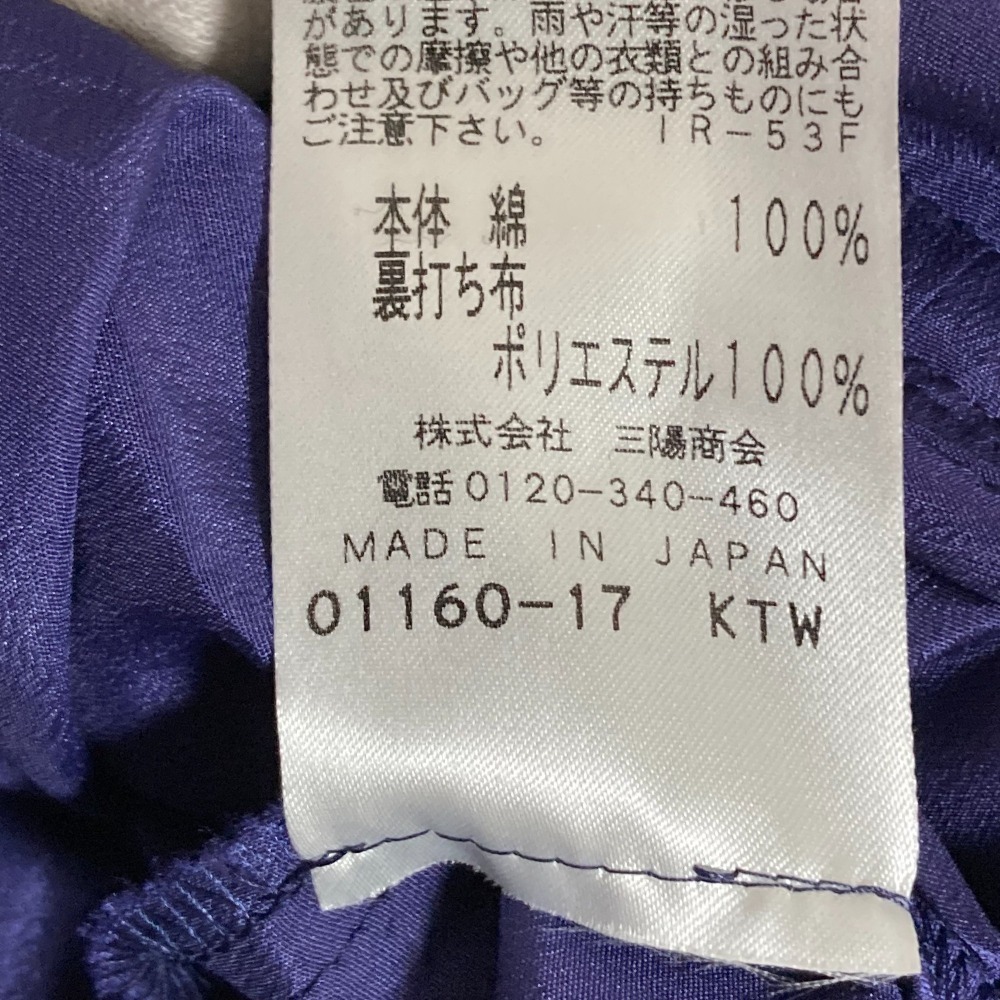 があります。雨や汗等の湿った状
態での摩擦や他の衣類との組み合
わせ及びバッグ等の持ちものにも
ご注意下さい。 IR-53F
本体 綿 100%
裏打ち布
ポリエステル100%
株式会社 三陽商会
電話0120-340-460
MADE IN JAPAN
01160-17 KTW